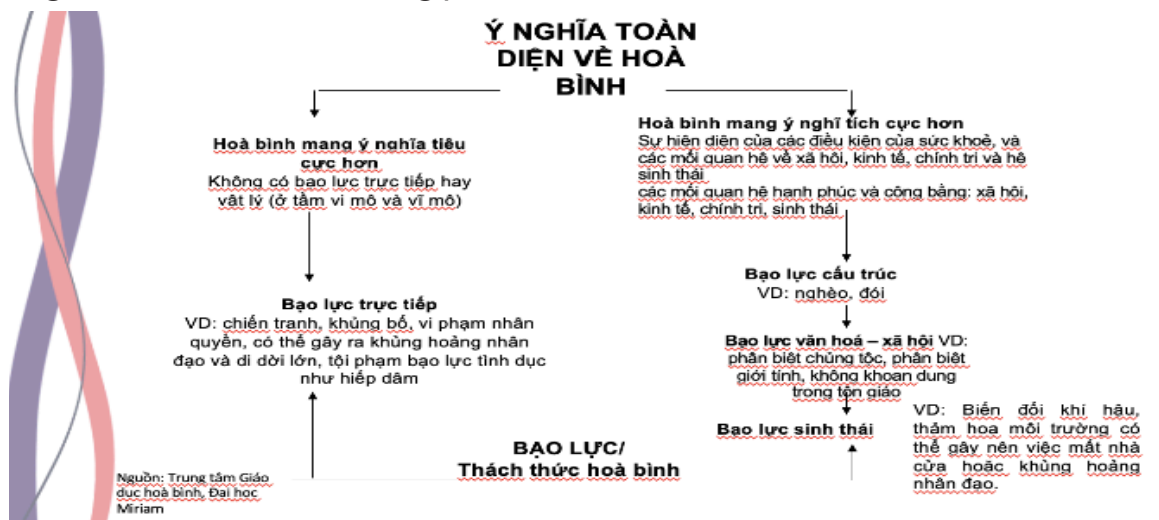 Ý NGHĨA TOÀN
DIỆN VỀ HOÀ
BÌNH
Hoà bình mang ý nghĩa tiêu
cực hơn
Không có bạo lực trực tiếp hay
vật lý (ở tầm vi mô và vĩ mô)
Bạo lực trực tiếp
VD: chiến tranh, khủng bố, vi phạm nhân
quyền, có thể gây ra khủng hoảng nhân
đạo và di dời lớn, tội phạm bạo lực tình dục
như hiếp dâm
Hoà bình mang ý nghĩ tích cực hơn
Sự hiện diện của các điều kiện của sức khoẻ, và
các mối quan hệ về xã hội, kinh tế, chính trị và hệ
sinh thái
các mối quan hệ hạnh phúc và công bằng: xã hội,
kinh tế, chính trị, sinh thái
Bạo lực cấu trúc
VD: nghèo, đói
Bạo lực văn hoá – xã hội VD:
phân biệt chủng tộc, phân biệt
giới tính, không khoan dung
trong tôn giáo
Bạo lực sinh thái
VD: Biến đổi khí hậu,
thảm hoạ môi trường có
thể gây nên việc mất nhà
cửa hoặc khủng hoảng
nhân đạo.
BẠO LỰC/
Thách thức hoà bình
Nguồn: Trung tâm Giáo
dục hoà bình, Đại học
Miriam